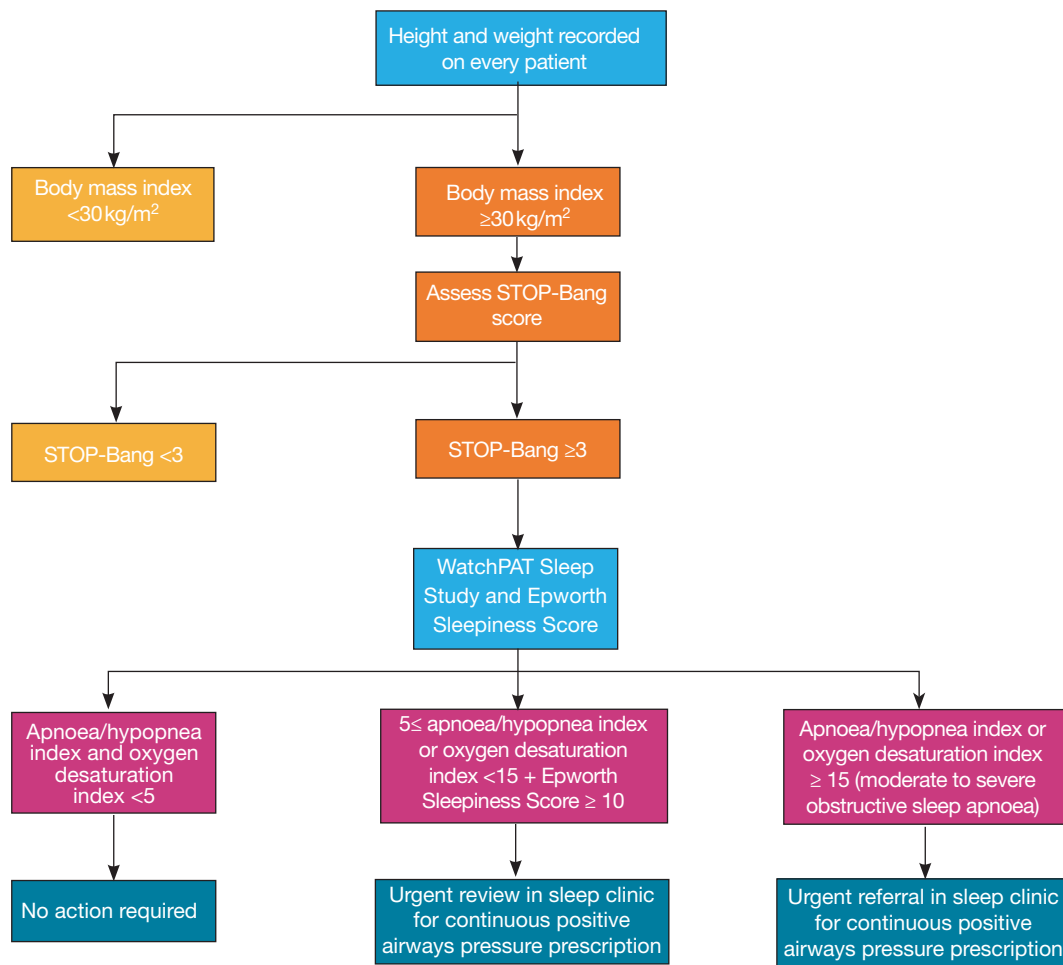 Height and weight recorded
on every patient
Body mass index
<30 kg/m²
Body mass index
≥30 kg/m²
Assess STOP-Bang
score
STOP-Bang <3
STOP-Bang ≥3
WatchPAT Sleep
Study and Epworth
Sleepiness Score
Apnoea/hypopnea
index and oxygen
desaturation
index <5
5≤ apnoea/hypopnea index
or oxygen desaturation
index <15 + Epworth
Sleepiness Score ≥ 10
Apnoea/hypopnea index or
oxygen desaturation index
≥ 15 (moderate to severe
obstructive sleep apnoea)
No action required
Urgent review in sleep clinic
for continuous positive
airways pressure prescription
Urgent referral in sleep clinic
for continuous positive
airways pressure prescription